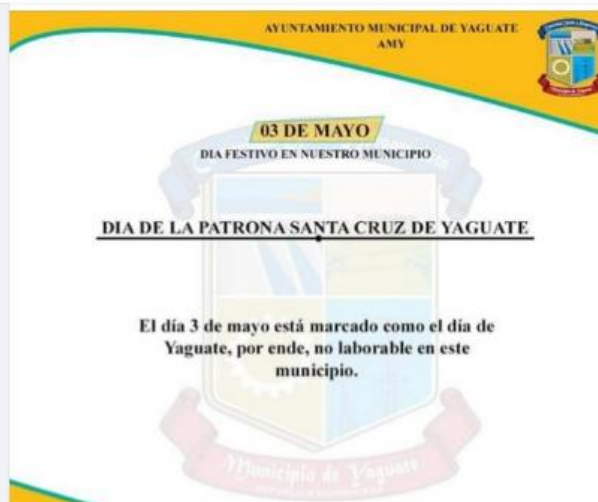 AYUNTAMIENTO MUNICIPAL DE YAGUATE
AMY
03 DE MAYO
DIA FESTIVO EN NUESTRO MUNICIPIO
DIA DE LA PATRONA SANTA CRUZ DE YAGUATE
El día 3 de mayo está marcado como el día de
Yaguate, por ende, no laborable en este
municipio.
Municipio de Yaguate
REPUBLICA DOMINICANA